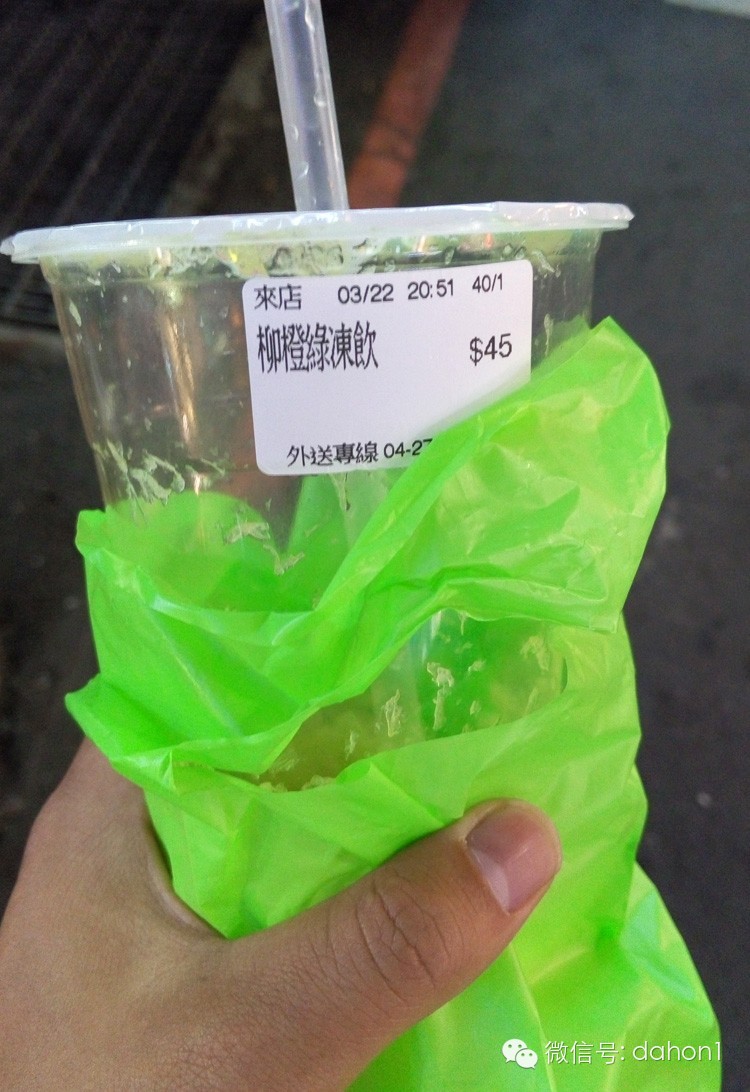 來店 03/22 20:51 40/1
柳橙綠凍飲 $45
外送專線 04-27
微信号: dahon1